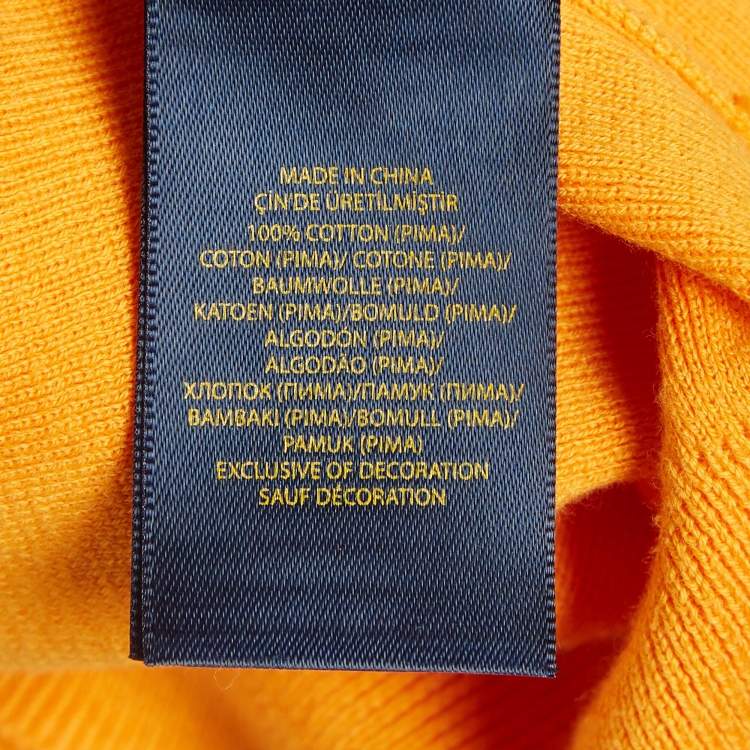 MADE IN CHINA
ÇİN'DE ÜRETİLMİŞTİR
100% COTTON (PIMA)/
COTON (PIMA)/ COTONE (PIMA)/
BAUMWOLLE (PIMA)/
KATOEN (PIMA)/BOMULD (PIMA)/
ALGODÓN (PIMA)/
ALGODÃO (PIMA)/
ХЛОПОК (ПИМА)/ПАМУК (ПИМА)/
BAMBAKI (PIMA)/BOMULL (PIMA)/
PAMUK (PIMA)
EXCLUSIVE OF DECORATION
SAUF DÉCORATION